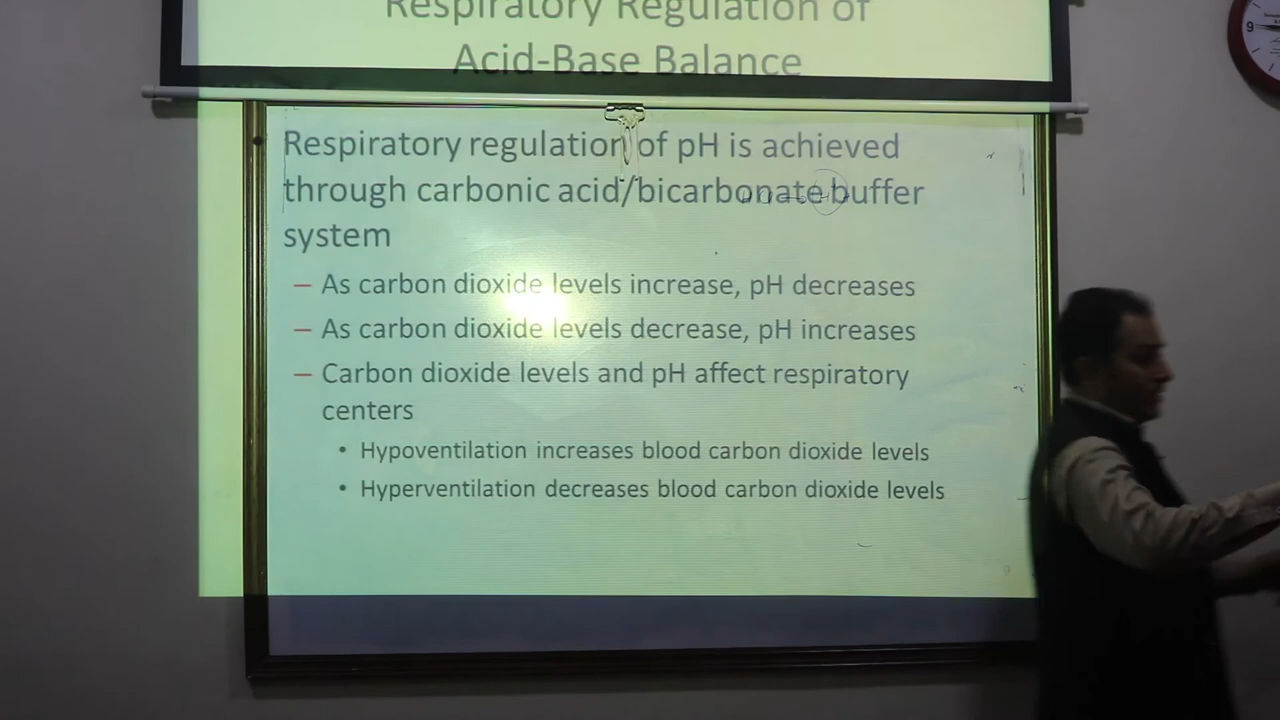 Respiratory Regulation of
Acid-Base Balance
Respiratory regulation of pH is achieved
through carbonic acid/bicarbonate buffer
system
– As carbon dioxide levels increase, pH decreases
– As carbon dioxide levels decrease, pH increases
– Carbon dioxide levels and pH affect respiratory
centers
• Hypoventilation increases blood carbon dioxide levels
• Hyperventilation decreases blood carbon dioxide levels
9